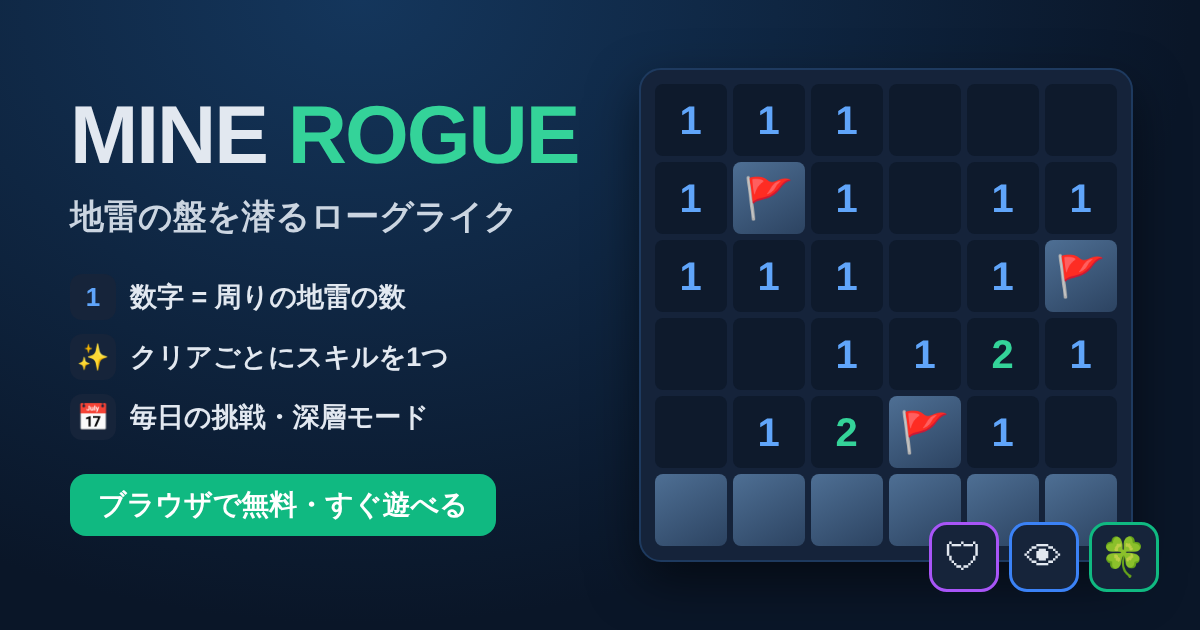 MINE ROGUE
地雷の盤を潜るローグライク
1 数字 = 周りの地雷の数
✨ クリアごとにスキルを1つ
📅 毎日の挑戦・深層モード
ブラウザで無料・すぐ遊べる
1 1 1
1 🚩 1 1 1
1 1 1 1 🚩
1 1 2 1
1 2 🚩 1